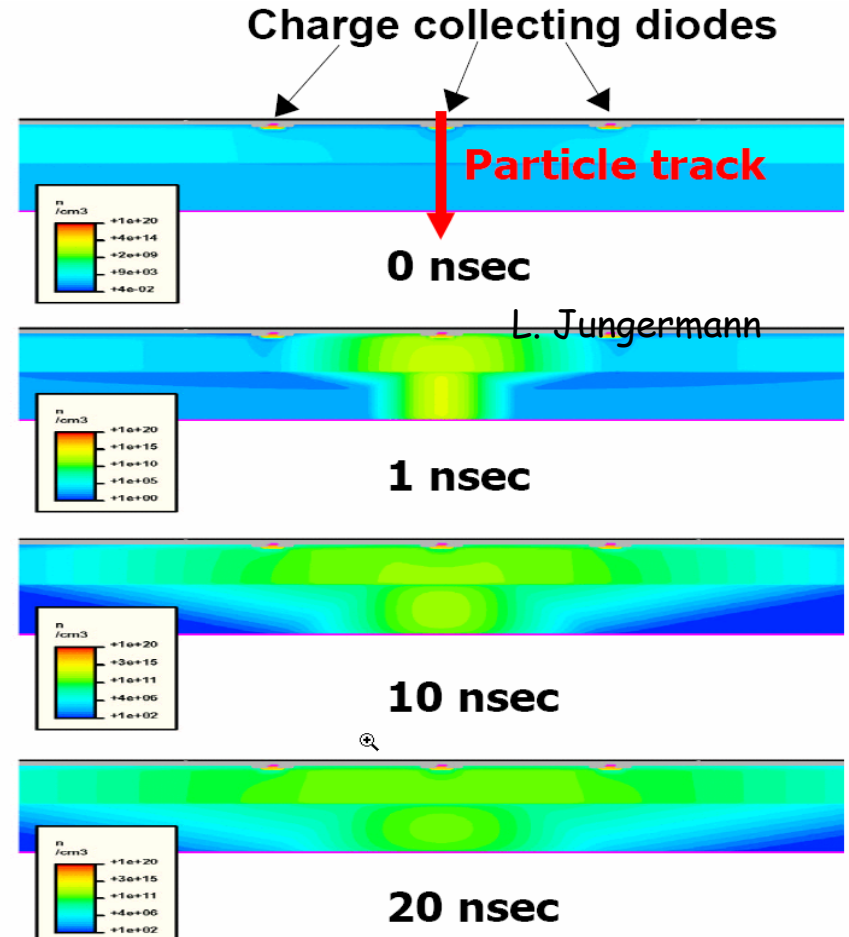 Charge collecting diodes
Particle track
n
/cm3
+1e+20
+4e+14
+2e+09
+9e+03
+4e-02
0 nsec
L. Jungermann
n
/cm3
+1e+20
+1e+15
+1e+10
+1e+05
+1e+00
1 nsec
n
/cm3
+1e+20
+3e+15
+1e+11
+4e+06
+1e+02
10 nsec
n
/cm3
+1e+20
+3e+15
+1e+11
+4e+06
+1e+02
20 nsec